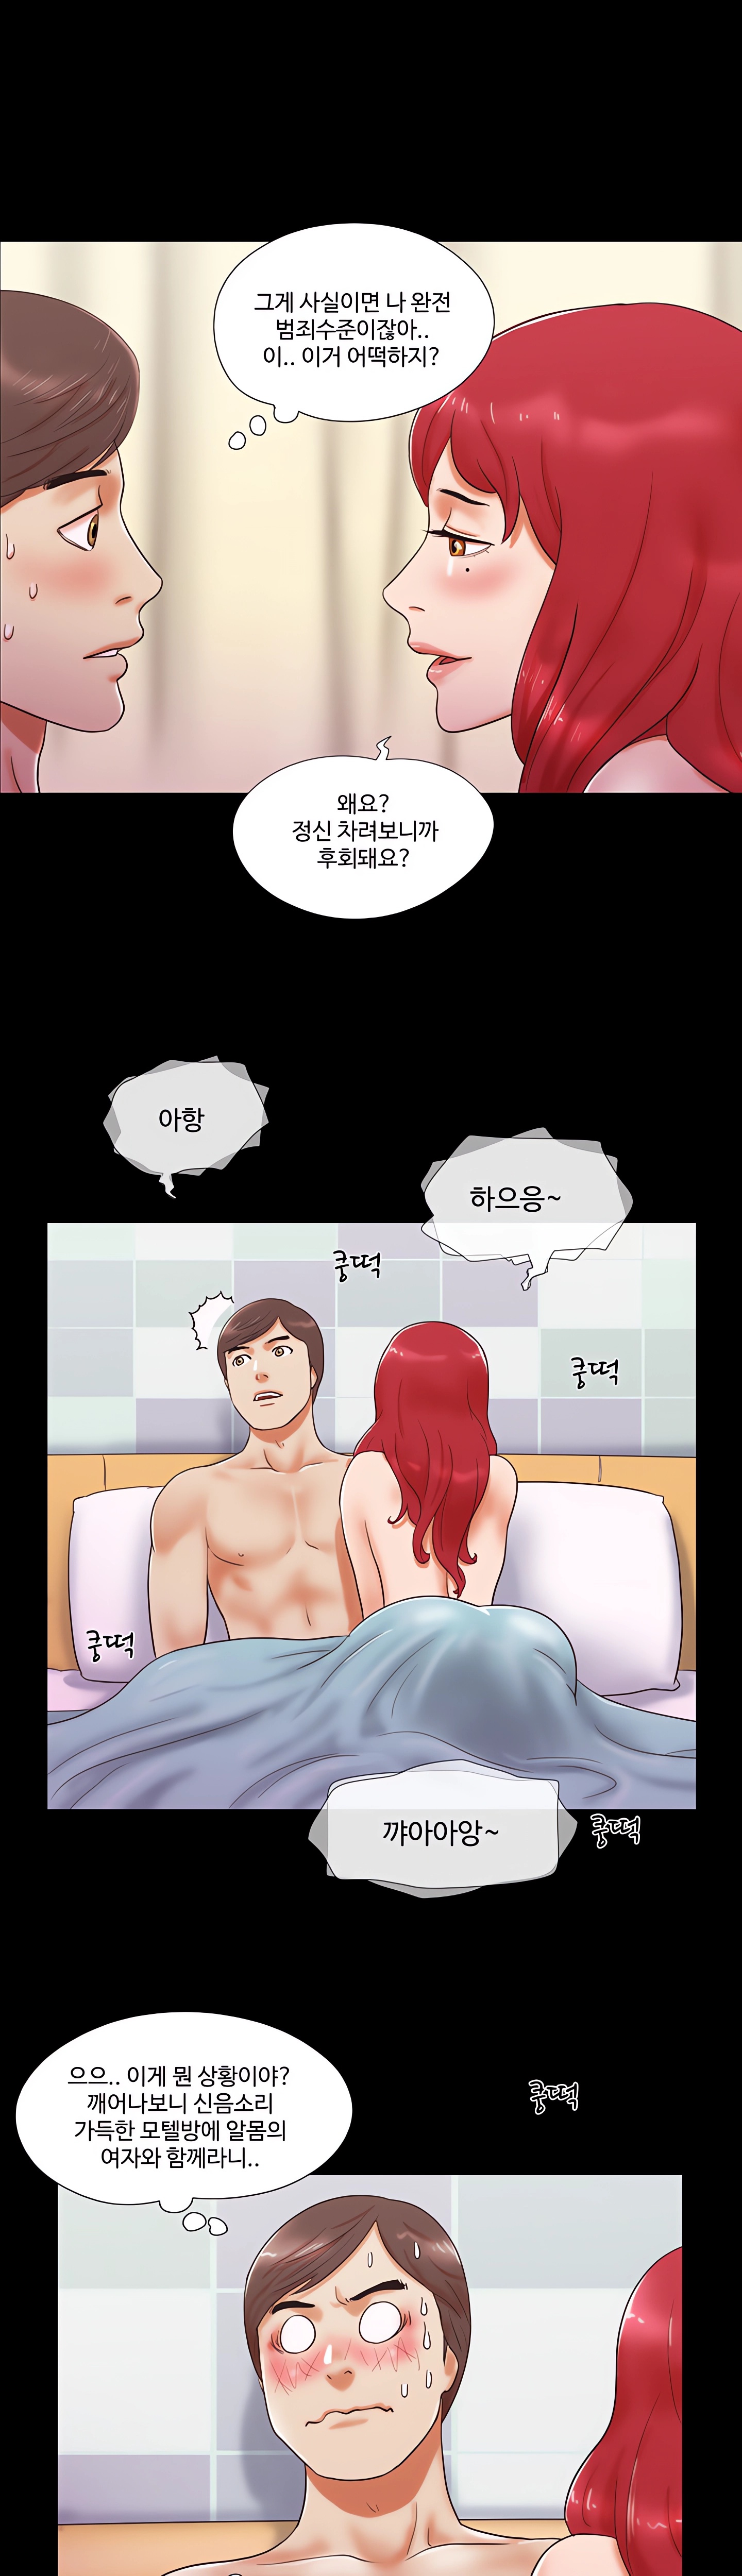 그게 사실이면 나 완전
범죄수준이잖아..
이.. 이거 어떡하지?
왜요?
정신 차려보니까
후회돼요?
아항
하으응~
쿵떡
쿵떡
쿵떡
꺄아아앙~
쿵떡
으으.. 이게 뭔 상황이야?
깨어나보니 신음소리
가득한 모텔방에 알몸의
여자와 함께라니..
쿵떡